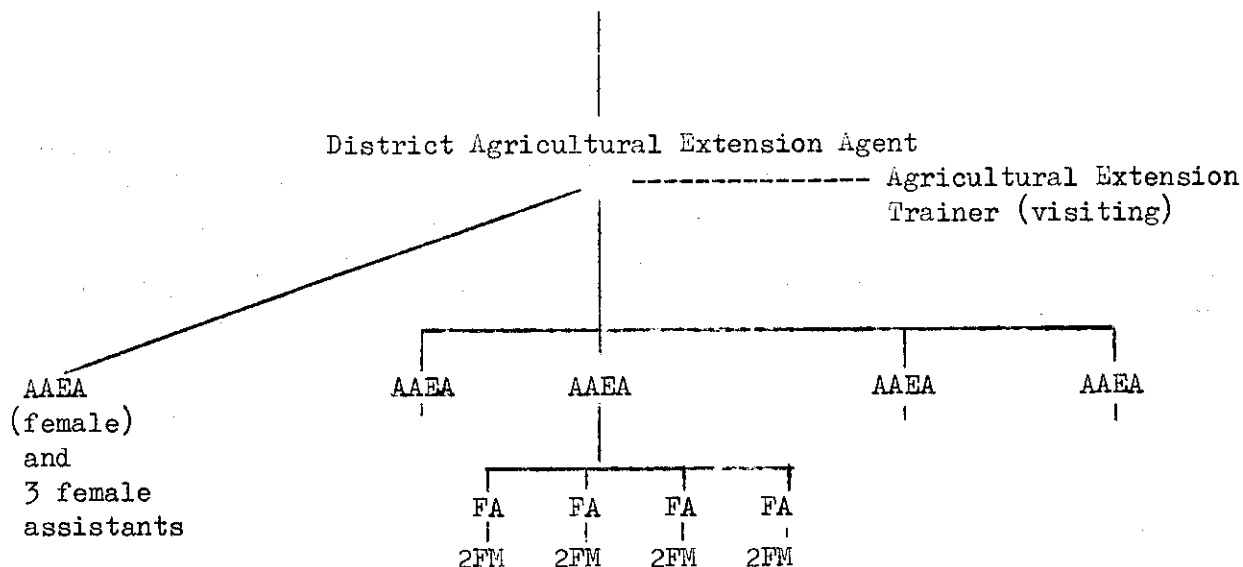 District Agricultural Extension Agent
Agricultural Extension
Trainer (visiting)
AAEA
(female)
and
3 female
assistants
AAEA
AAEA
AAEA
AAEA
FA
FA
FA
FA
2FM
2FM
2FM
2FM